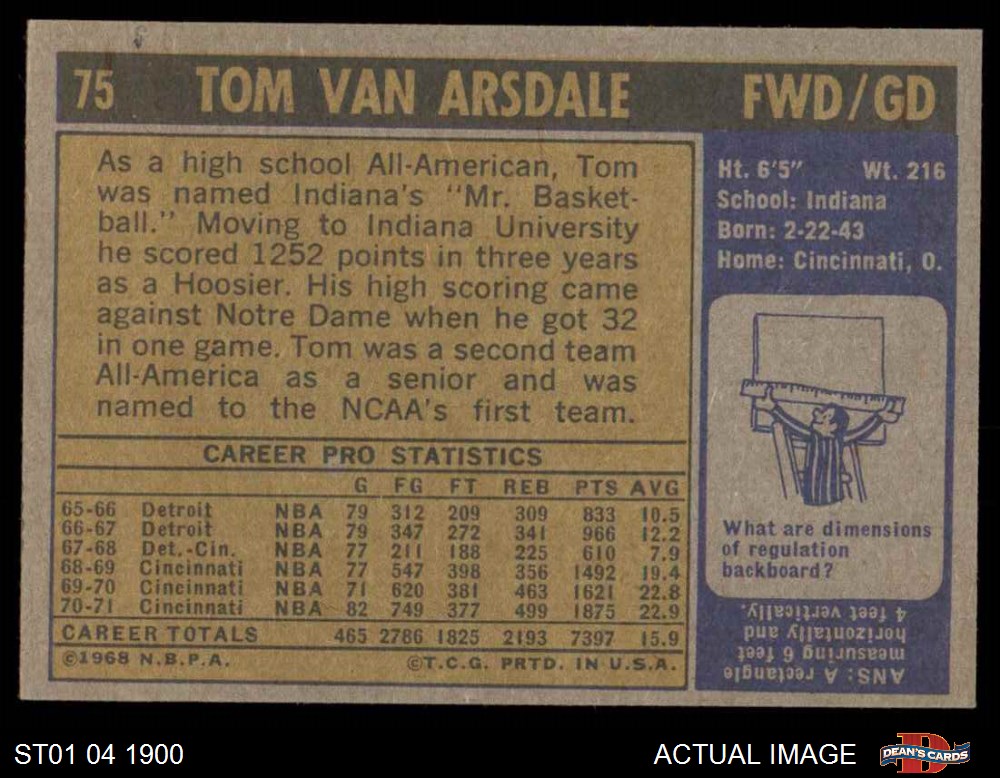 75 TOM VAN ARSDALE FWD/GD
As a high school All-American, Tom
was named Indiana's "Mr. Basket-
ball." Moving to Indiana University
he scored 1252 points in three years
as a Hoosier. His high scoring came
against Notre Dame when he got 32
in one game. Tom was a second team
All-America as a senior and was
named to the NCAA's first team.
Ht. 6'5" Wt. 216
School: Indiana
Born: 2-22-43
Home: Cincinnati, O.
What are dimensions
of regulation
backboard?
ANS: A rectangle
measuring 6 feet
horizontally and
4 feet vertically.
CAREER PRO STATISTICS
G FG FT REB PTS AVG
65-66 Detroit NBA 79 312 209 309 833 10.5
66-67 Detroit NBA 79 347 272 341 966 12.2
67-68 Det.-Cin. NBA 77 211 188 225 610 7.9
68-69 Cincinnati NBA 77 547 398 356 1492 19.4
69-70 Cincinnati NBA 71 620 381 463 1621 22.8
70-71 Cincinnati NBA 82 749 377 499 1875 22.9
CAREER TOTALS 465 2786 1825 2193 7397 15.9
©1968 N.B.P.A. ©T.C.G. PRTD. IN U.S.A.
ST01 04 1900 ACTUAL IMAGE
D
DEAN'S CARDS